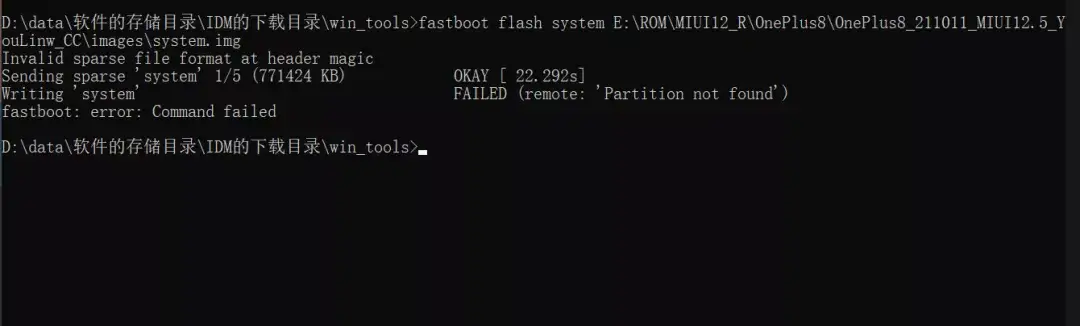 D:\data\软件的存储目录\IDM的下载目录\win_tools>fastboot flash system E:\ROM\MIUI12_R\OnePlus8\OnePlus8_211011_MIUI12.5_Y
ouLinw_CC\images\system.img
Invalid sparse file format at header magic
Sending sparse 'system' 1/5 (771424 KB)            OKAY [ 22.292s]
Writing 'system'                                   FAILED (remote: 'Partition not found')
fastboot: error: Command failed
D:\data\软件的存储目录\IDM的下载目录\win_tools>